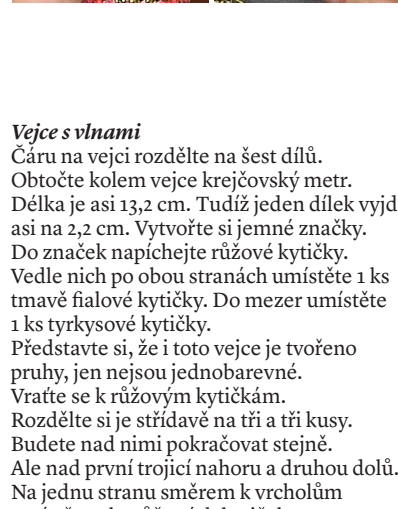 Vejce s vlnami
Čáru na vejci rozdělte na šest dílů.
Obtočte kolem vejce krejčovský metr.
Délka je asi 13,2 cm. Tudíž jeden dílek vyjd
asi na 2,2 cm. Vytvořte si jemné značky.
Do značek napíchejte růžové kytičky.
Vedle nich po obou stranách umístěte 1 ks
tmavě fialové kytičky. Do mezer umístěte
1 ks tyrkysové kytičky.
Představte si, že i toto vejce je tvořeno
pruhy, jen nejsou jednobarevné.
Vraťte se k růžovým kytičkám.
Rozdělte si je střídavě na tři a tři kusy.
Budete nad nimi pokračovat stejně.
Ale nad první trojicí nahoru a druhou dolů.
Na jednu stranu směrem k vrcholům